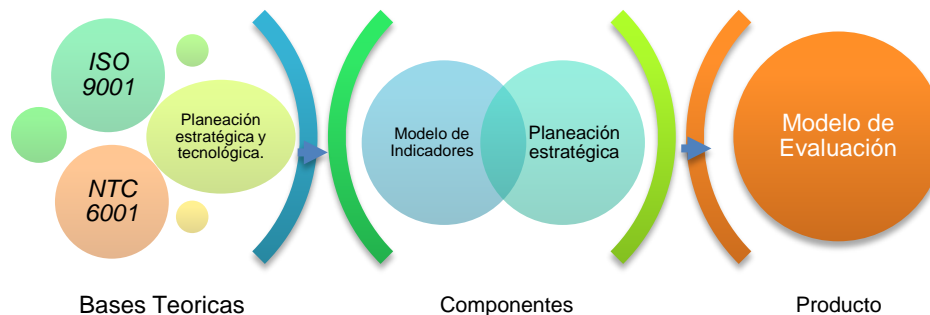 ISO
9001
Planeación
estratégica y
tecnológica.
NTC
6001
Modelo de
Indicadores
Planeación
estratégica
Modelo de
Evaluación
Bases Teoricas
Componentes
Producto